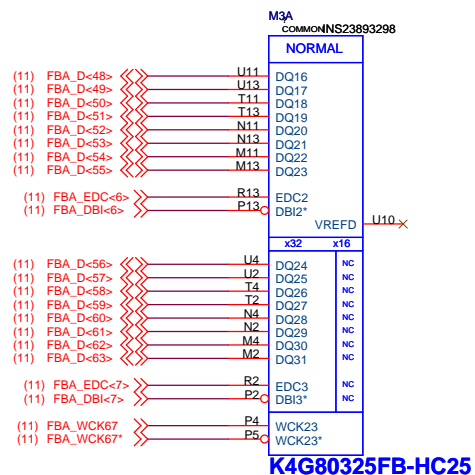 M3A
COMMON INS23893298
NORMAL
(11) FBA_D<48> U11 DQ16
(11) FBA_D<49> U13 DQ17
(11) FBA_D<50> T11 DQ18
(11) FBA_D<51> T13 DQ19
(11) FBA_D<52> N11 DQ20
(11) FBA_D<53> N13 DQ21
(11) FBA_D<54> M11 DQ22
(11) FBA_D<55> M13 DQ23
(11) FBA_EDC<6> R13 EDC2
(11) FBA_DBI<6> P13 DBI2*
VREFD U10
x32 x16
(11) FBA_D<56> U4 DQ24 NC
(11) FBA_D<57> U2 DQ25 NC
(11) FBA_D<58> T4 DQ26 NC
(11) FBA_D<59> T2 DQ27 NC
(11) FBA_D<60> N4 DQ28 NC
(11) FBA_D<61> N2 DQ29 NC
(11) FBA_D<62> M4 DQ30 NC
(11) FBA_D<63> M2 DQ31 NC
(11) FBA_EDC<7> R2 EDC3 NC
(11) FBA_DBI<7> P2 DBI3* NC
(11) FBA_WCK67 P4 WCK23
(11) FBA_WCK67* P5 WCK23*
K4G80325FB-HC25